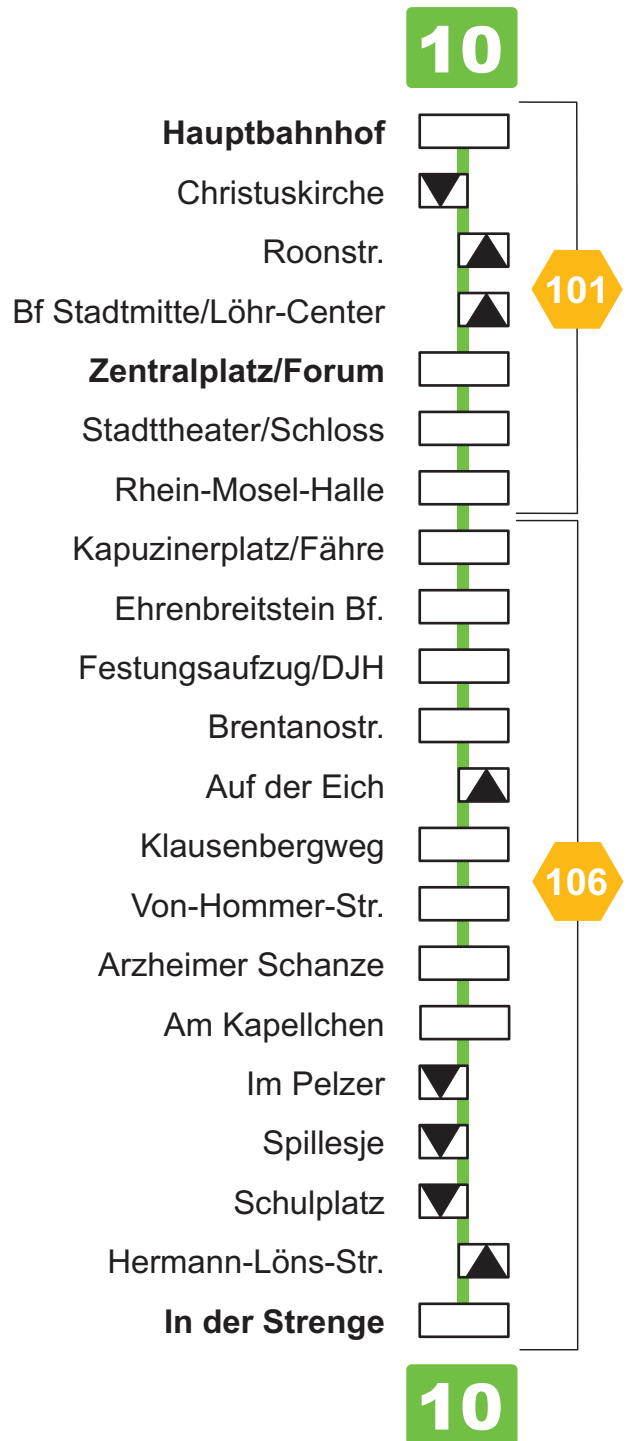 10
Hauptbahnhof
Christuskirche
Roonstr.
101
Bf Stadtmitte/Löhr-Center
Zentralplatz/Forum
Stadttheater/Schloss
Rhein-Mosel-Halle
Kapuzinerplatz/Fähre
Ehrenbreitstein Bf.
Festungsaufzug/DJH
Brentanostr.
Auf der Eich
Klausenbergweg
106
Von-Hommer-Str.
Arzheimer Schanze
Am Kapellchen
Im Pelzer
Spillesje
Schulplatz
Hermann-Löns-Str.
In der Strenge
10